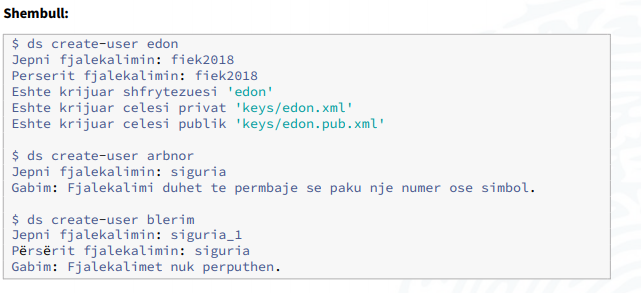 Shembull:
$ ds create-user edon
Jepni fjalekalimin: fiek2018
Perserit fjalekalimin: fiek2018
Eshte krijuar shfrytezuesi 'edon'
Eshte krijuar celesi privat 'keys/edon.xml'
Eshte krijuar celesi publik 'keys/edon.pub.xml'
$ ds create-user arbnor
Jepni fjalekalimin: siguria
Gabim: Fjalekalimi duhet te permbaje se paku nje numer ose simbol.
$ ds create-user blerim
Jepni fjalekalimin: siguria_1
Përsërit fjalekalimin: siguria
Gabim: Fjalekalimet nuk perputhen.